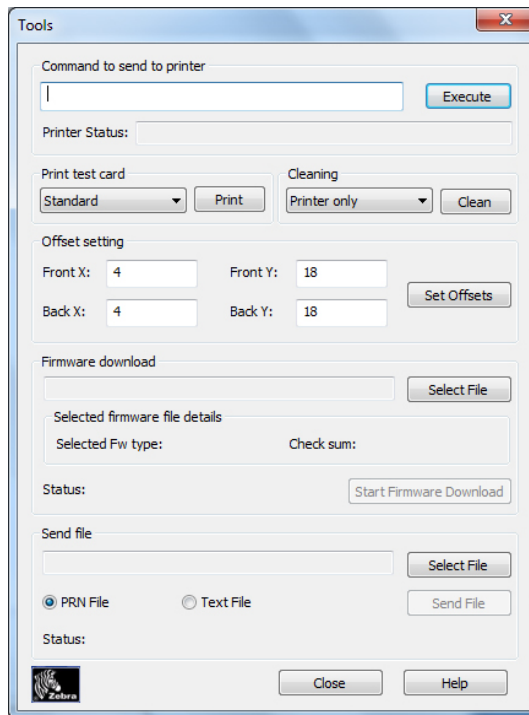 Tools
Command to send to printer
Execute
Printer Status:
Print test card
Cleaning
Standard Print Printer only Clean
Offset setting
Front X: 4 Front Y: 18
Set Offsets
Back X: 4 Back Y: 18
Firmware download
Select File
Selected firmware file details
Selected Fw type: Check sum:
Status: Start Firmware Download
Send file
Select File
PRN File Text File Send File
Status:
Zebra Close Help